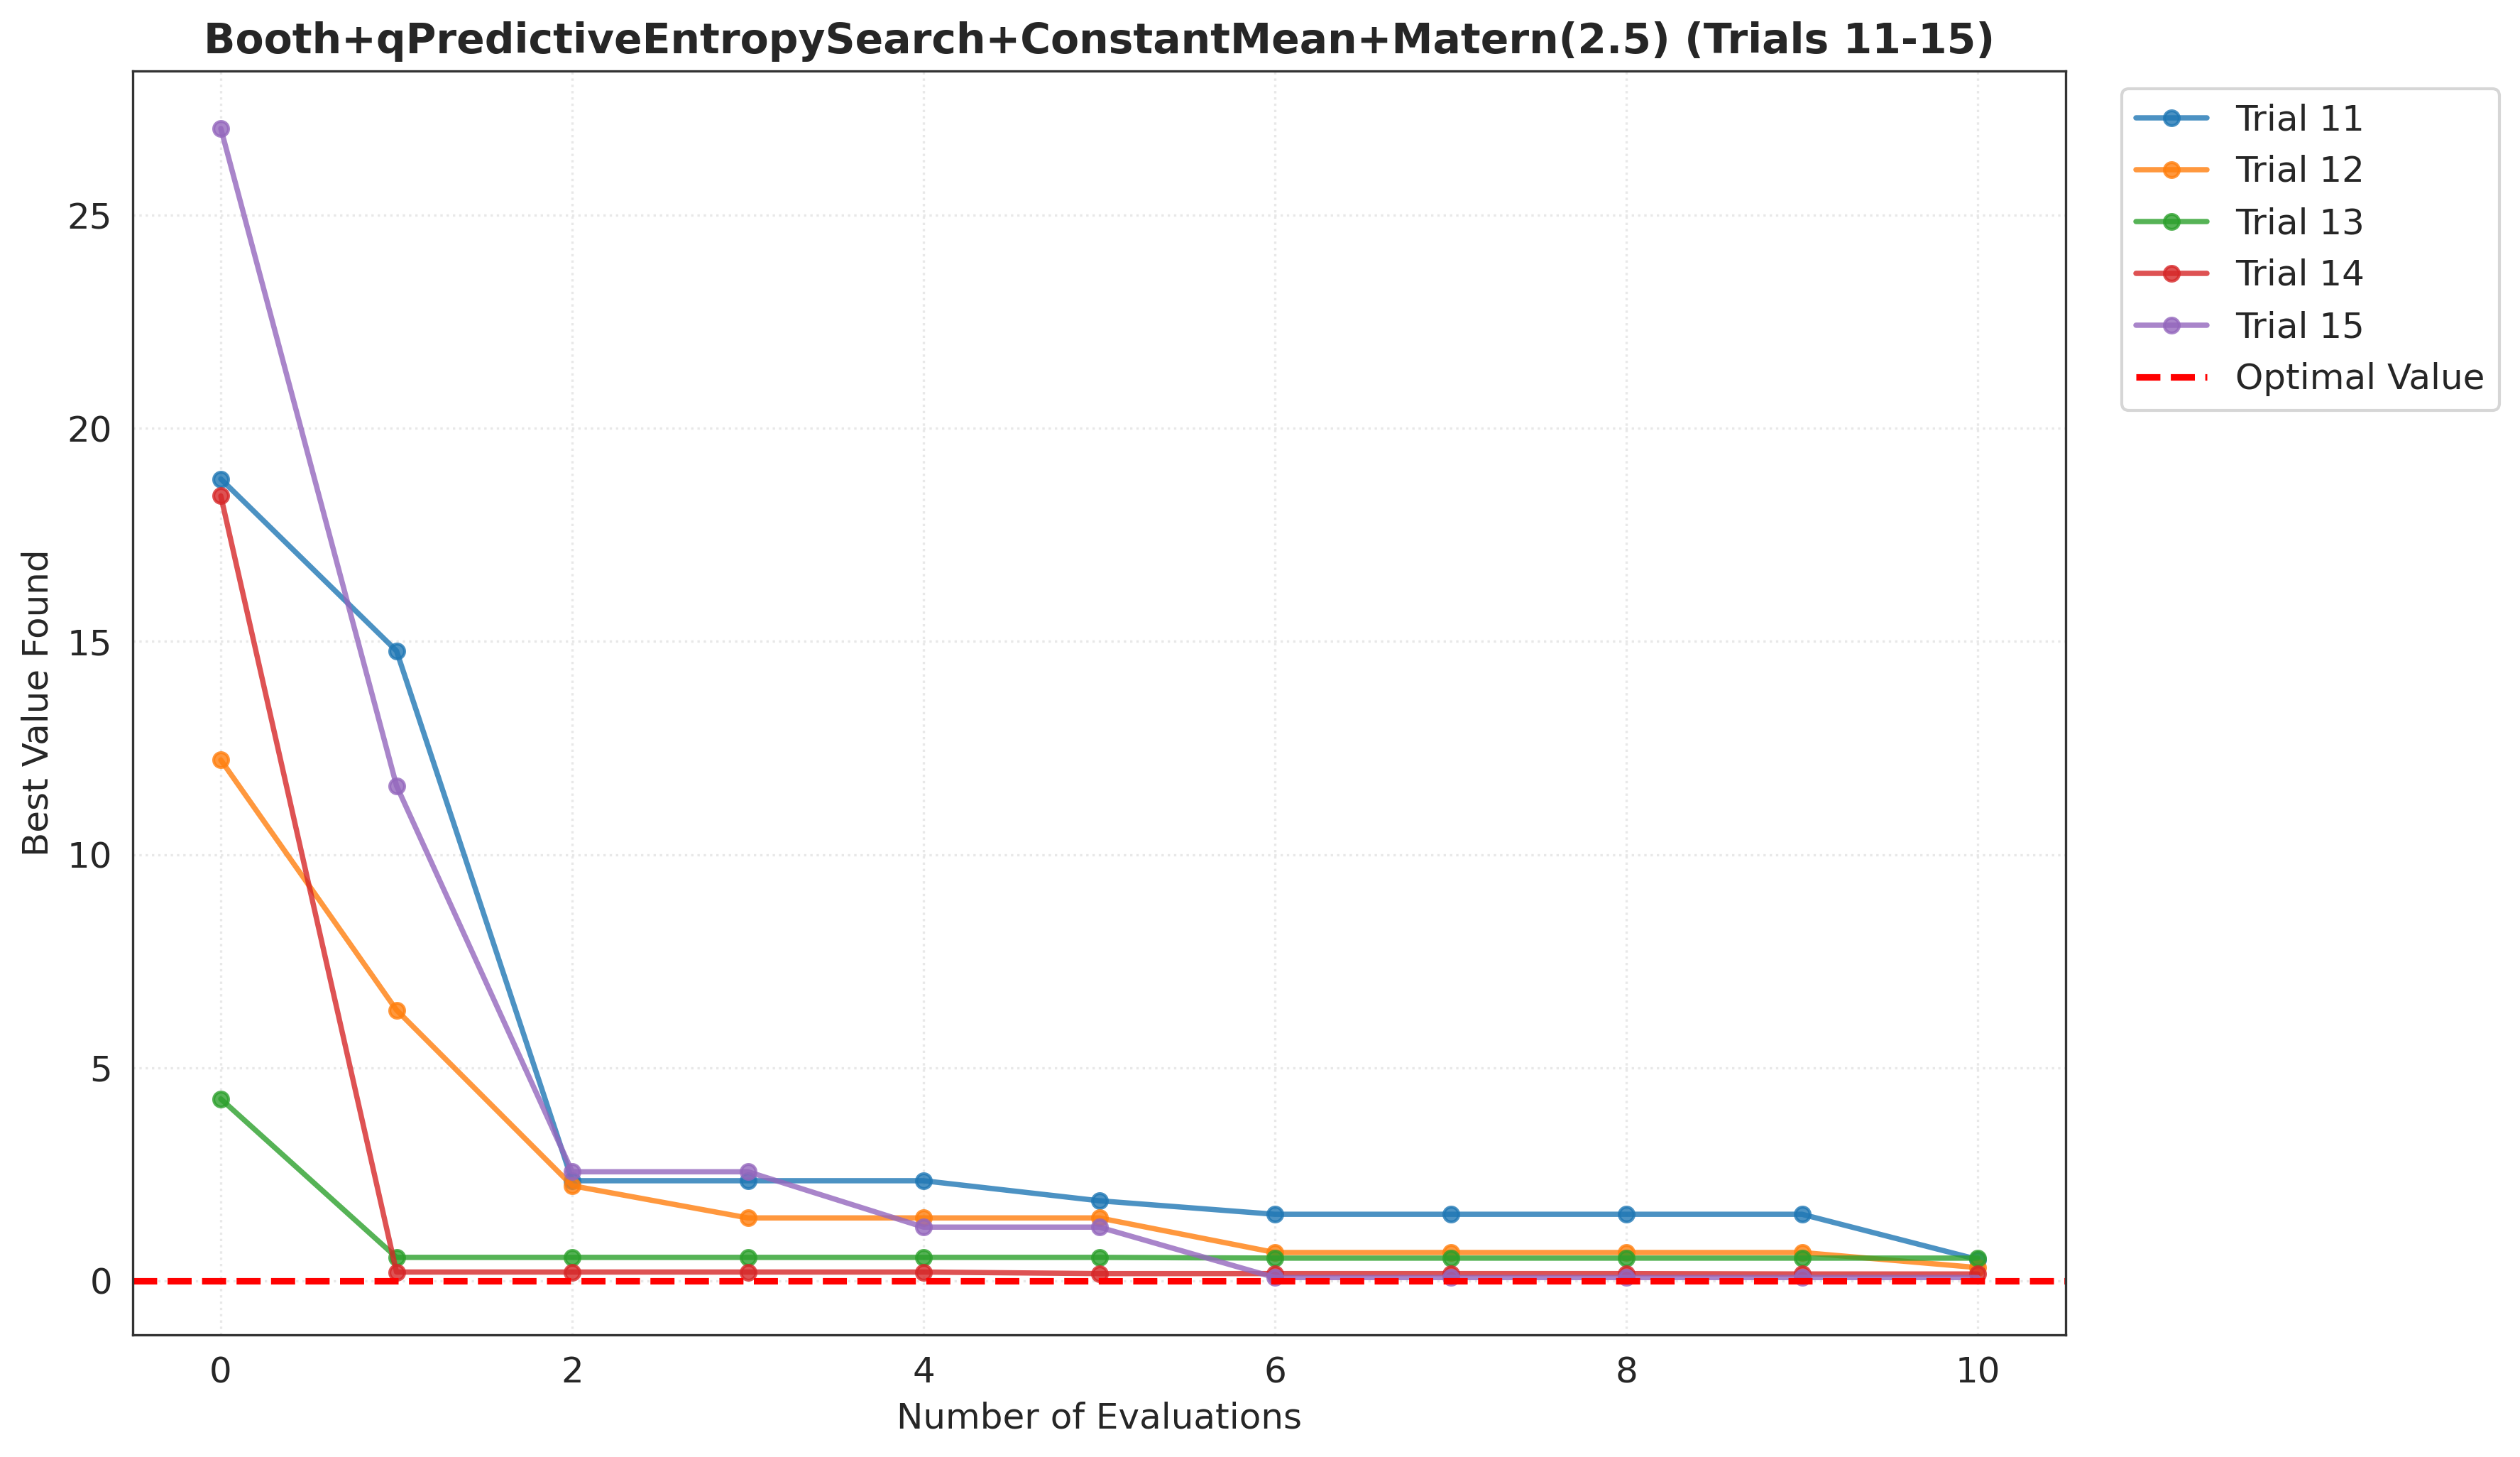 Booth+qPredictiveEntropySearch+ConstantMean+Matern(2.5) (Trials 11-15)
Best Value Found
25
20
15
10
5
0
0 2 4 6 8 10
Number of Evaluations
Trial 11
Trial 12
Trial 13
Trial 14
Trial 15
Optimal Value